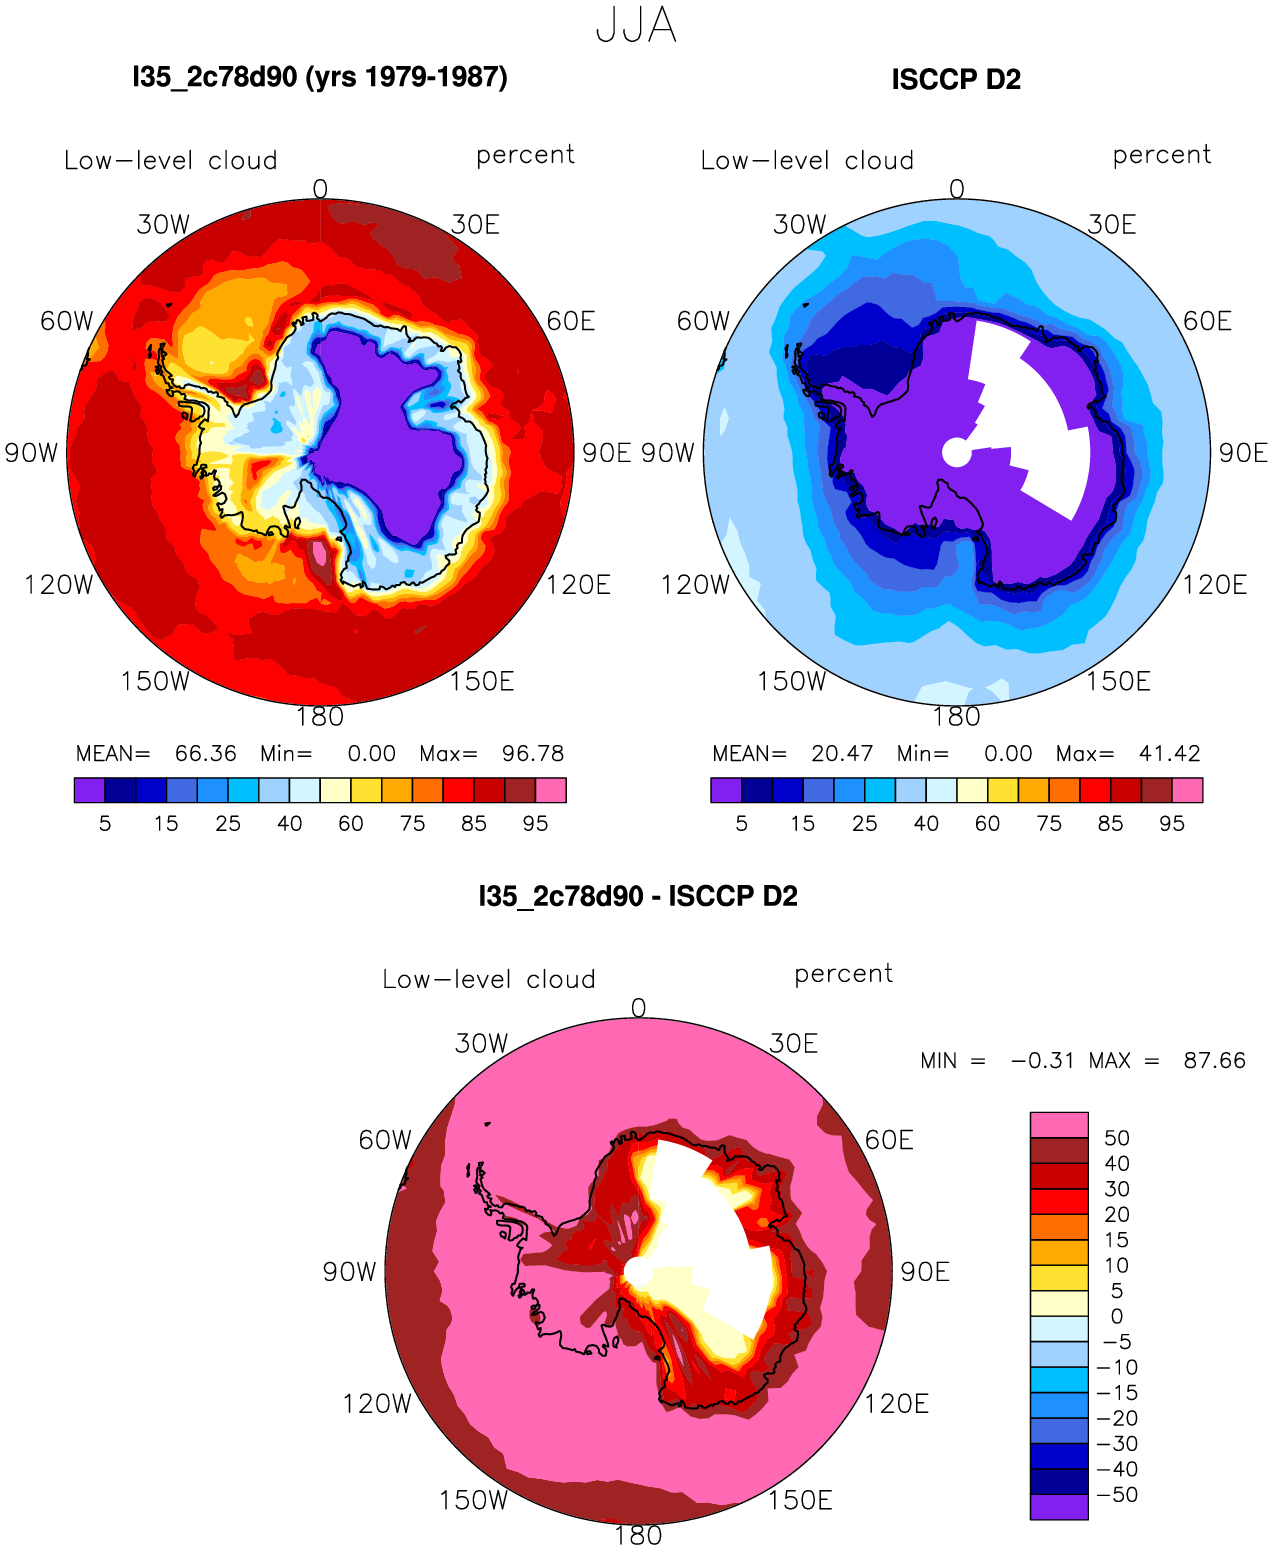 JJA
I35_2c78d90 (yrs 1979-1987)
ISCCP D2
Low-level cloud percent
Low-level cloud percent
0
30W 30E
60W 60E
90W 90E
120W 120E
150W 150E
180
0
30W 30E
60W 60E
90W 90E
120W 120E
150W 150E
180
MEAN= 66.36 Min= 0.00 Max= 96.78
MEAN= 20.47 Min= 0.00 Max= 41.42
5 15 25 40 60 75 85 95
5 15 25 40 60 75 85 95
I35_2c78d90 - ISCCP D2
Low-level cloud percent
0
30W 30E
60W 60E
90W 90E
120W 120E
150W 150E
180
MIN = -0.31 MAX = 87.66
50
40
30
20
15
10
5
0
-5
-10
-15
-20
-30
-40
-50